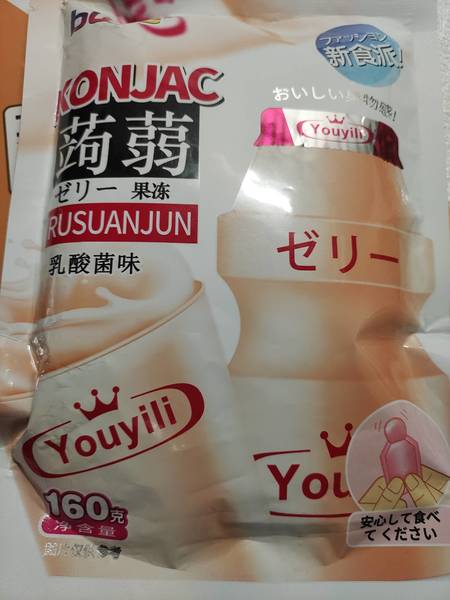 ファッション
新食派!
KONJAC
おいしい
蒟蒻
Youyili
ゼリー 果冻
RUSUANJUN
ゼリー
乳酸菌味
Youyili
160克
净含量
安心して食べ
てください